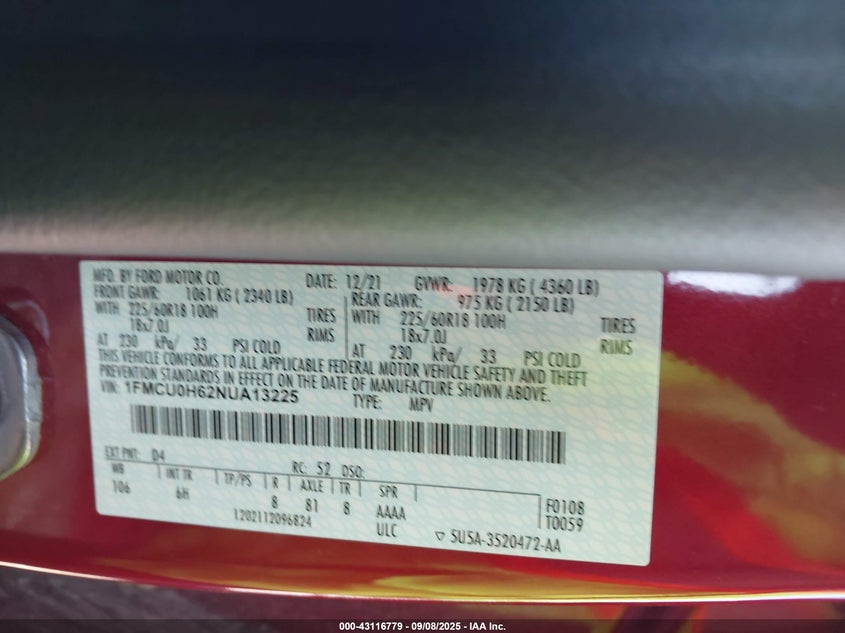 MFD. BY FORD MOTOR CO. DATE: 12/21 GVWR: 1978 KG ( 4360 LB)
FRONT GAWR: 1061 KG ( 2340 LB) REAR GAWR: 975 KG ( 2150 LB)
WITH 225/60R18 100H TIRES WITH 225/60R18 100H TIRES
18x7.0J RIMS 18x7.0J RIMS
AT 230 kPa/ 33 PSI COLD AT 230 kPa/ 33 PSI COLD
THIS VEHICLE CONFORMS TO ALL APPLICABLE FEDERAL MOTOR VEHICLE SAFETY AND THEFT
PREVENTION STANDARDS IN EFFECT ON THE DATE OF MANUFACTURE SHOWN ABOVE.
VIN: 1FMCU0H62NUA13225 TYPE: MPV
EXT PNT: D4 RC: 52 DSO:
WB INT TR TP/PS R AXLE TR SPR
106 6H 8 81 8 AAAA F0108
1202112096824 ULC T0059
▽ 5U5A-3520472-AA
000-43116779 - 09/08/2025 - IAA Inc.